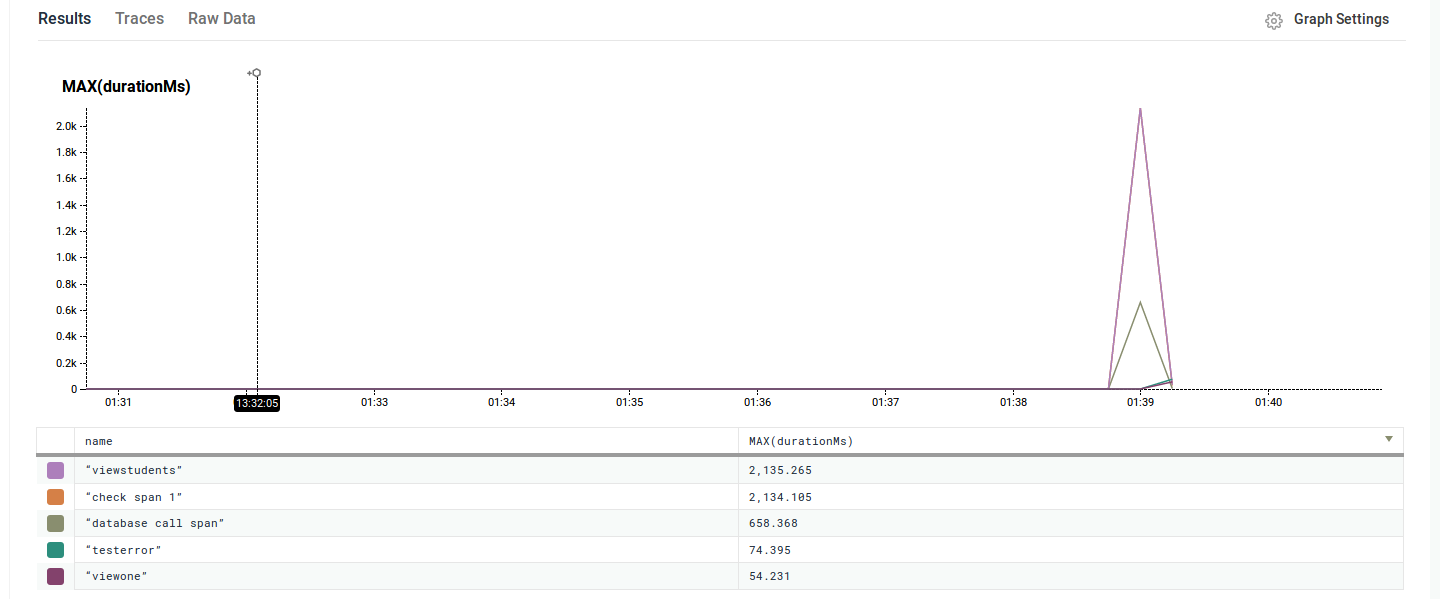 Results Traces Raw Data Graph Settings
MAX(durationMs)
2.0k
1.8k
1.6k
1.4k
1.2k
1.0k
0.8k
0.6k
0.4k
0.2k
0
01:31 13:32:05 01:33 01:34 01:35 01:36 01:37 01:38 01:39 01:40
name MAX(durationMs)
“viewstudents” 2,135.265
“check span 1” 2,134.105
“database call span” 658.368
“testerror” 74.395
“viewone” 54.231